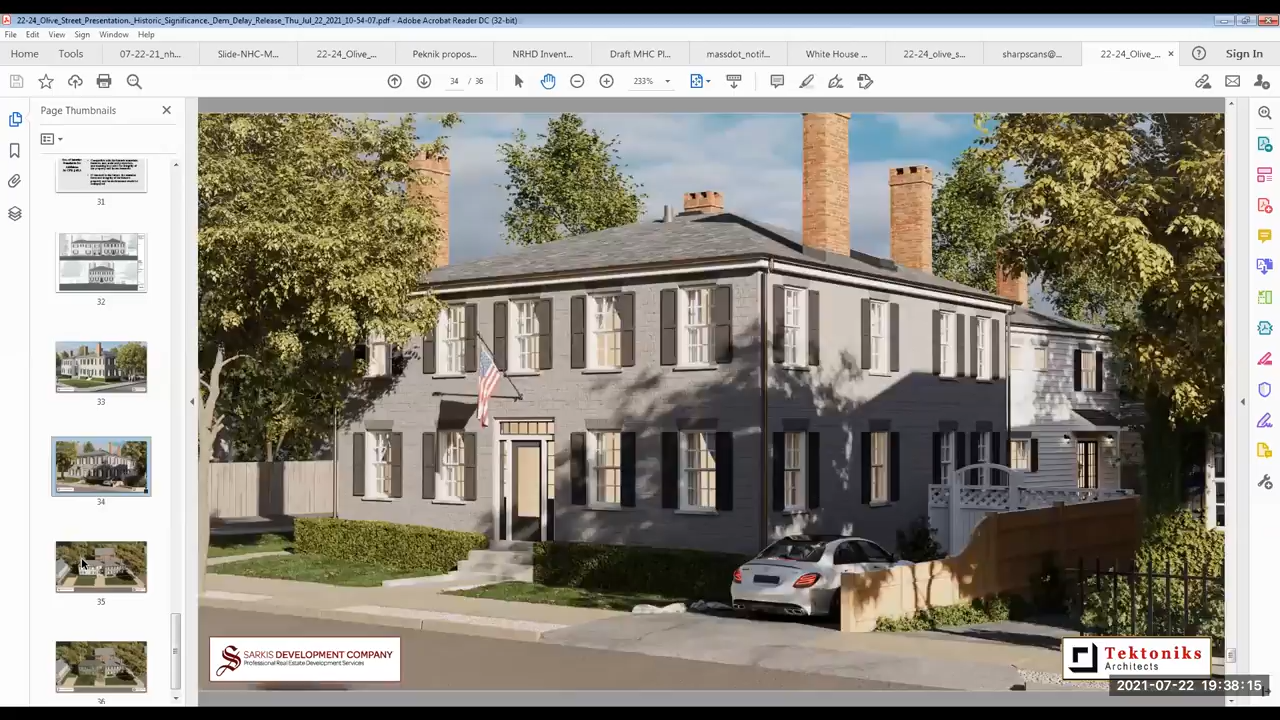 22-24_Olive_Street_Presentation._Historic_Significance._Dem_Delay_Release_Thu_Jul_22_2021_10-54-07.pdf - Adobe Acrobat Reader DC (32-bit)
File Edit View Sign Window Help
Home Tools 07-22-21_nh... Slide-NHC-M... 22-24_Olive_... Peknik propos... NRHD Invent... Draft MHC Pl... massdot_notif... White House ... 22-24_olive_s... sharpscans@... 22-24_Olive_... Sign In
34 / 36 233%
Page Thumbnails
31
32
33
34
35
36
SARKIS DEVELOPMENT COMPANY
Professional Real Estate Development Services
Tektoniks
Architects
2021-07-22 19:38:15